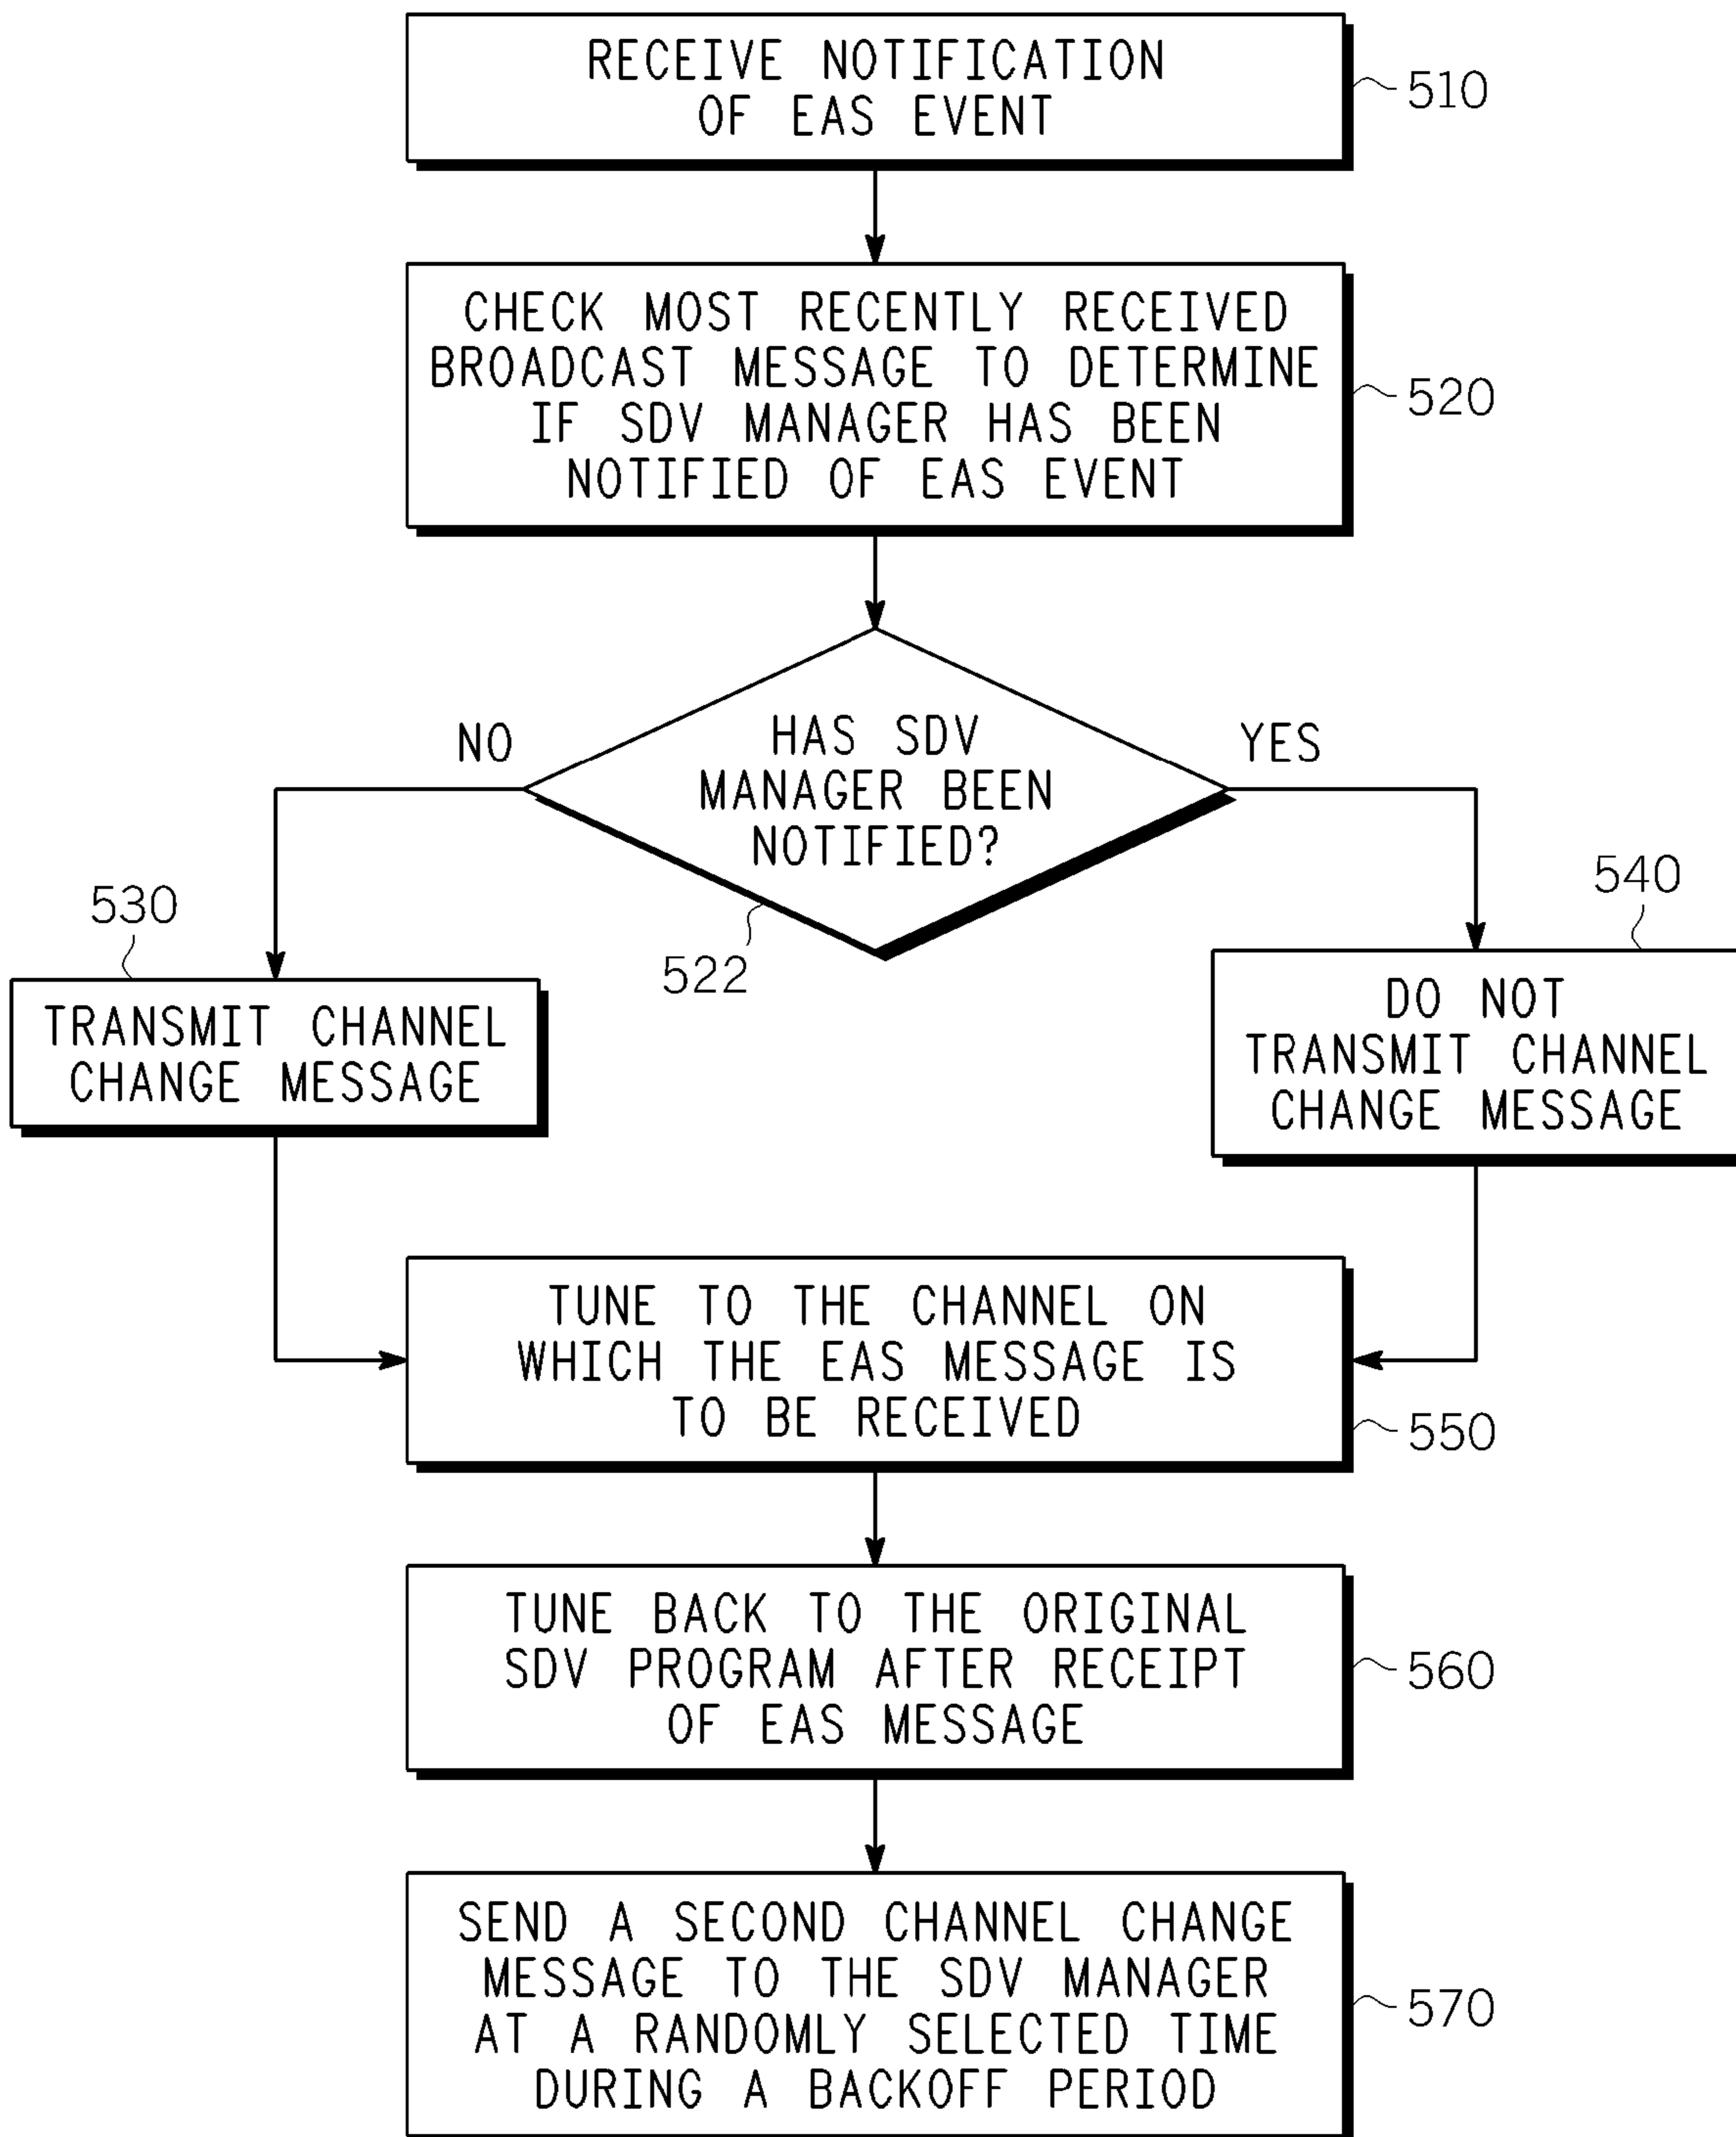 RECEIVE NOTIFICATION
OF EAS EVENT
510
CHECK MOST RECENTLY RECEIVED
BROADCAST MESSAGE TO DETERMINE
IF SDV MANAGER HAS BEEN
NOTIFIED OF EAS EVENT
520
NO
HAS SDV
MANAGER BEEN
NOTIFIED?
YES
522
530
TRANSMIT CHANNEL
CHANGE MESSAGE
540
DO NOT
TRANSMIT CHANNEL
CHANGE MESSAGE
TUNE TO THE CHANNEL ON
WHICH THE EAS MESSAGE IS
TO BE RECEIVED
550
TUNE BACK TO THE ORIGINAL
SDV PROGRAM AFTER RECEIPT
OF EAS MESSAGE
560
SEND A SECOND CHANNEL CHANGE
MESSAGE TO THE SDV MANAGER
AT A RANDOMLY SELECTED TIME
DURING A BACKOFF PERIOD
570